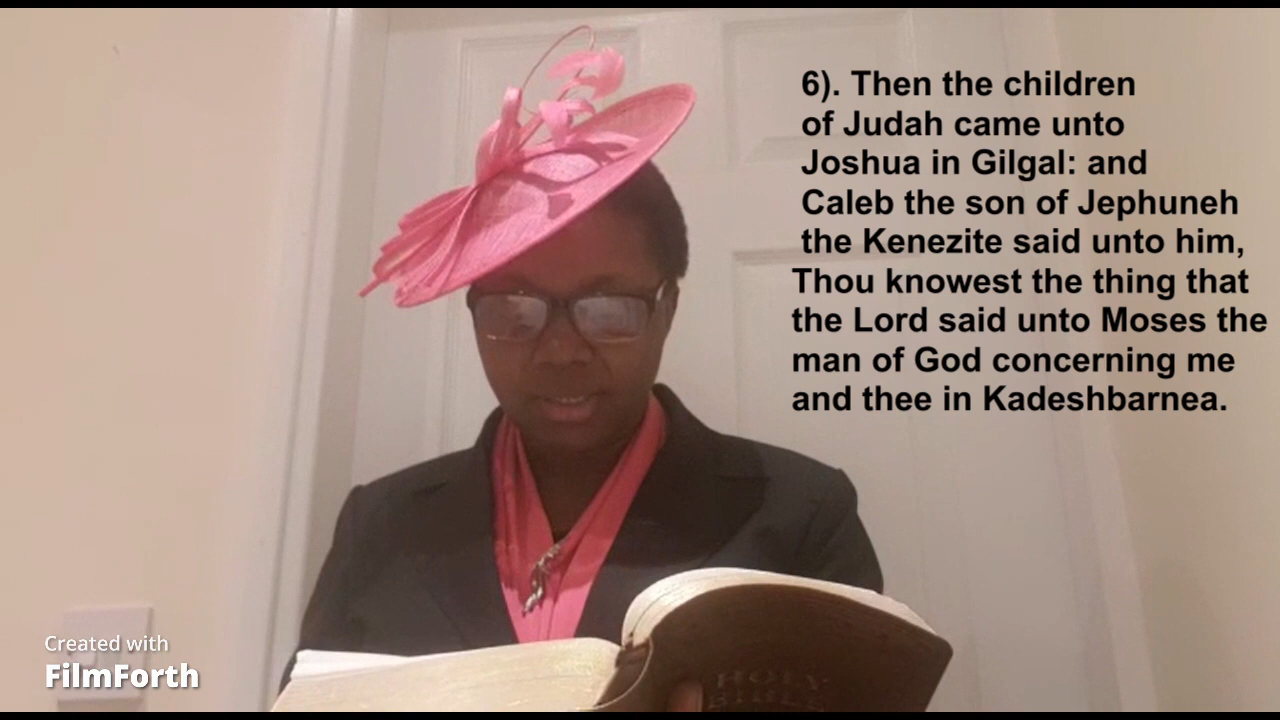 6). Then the children
of Judah came unto
Joshua in Gilgal: and
Caleb the son of Jephuneh
the Kenezite said unto him,
Thou knowest the thing that
the Lord said unto Moses the
man of God concerning me
and thee in Kadeshbarnea.
HOLY
BIBLE
Created with
FilmForth